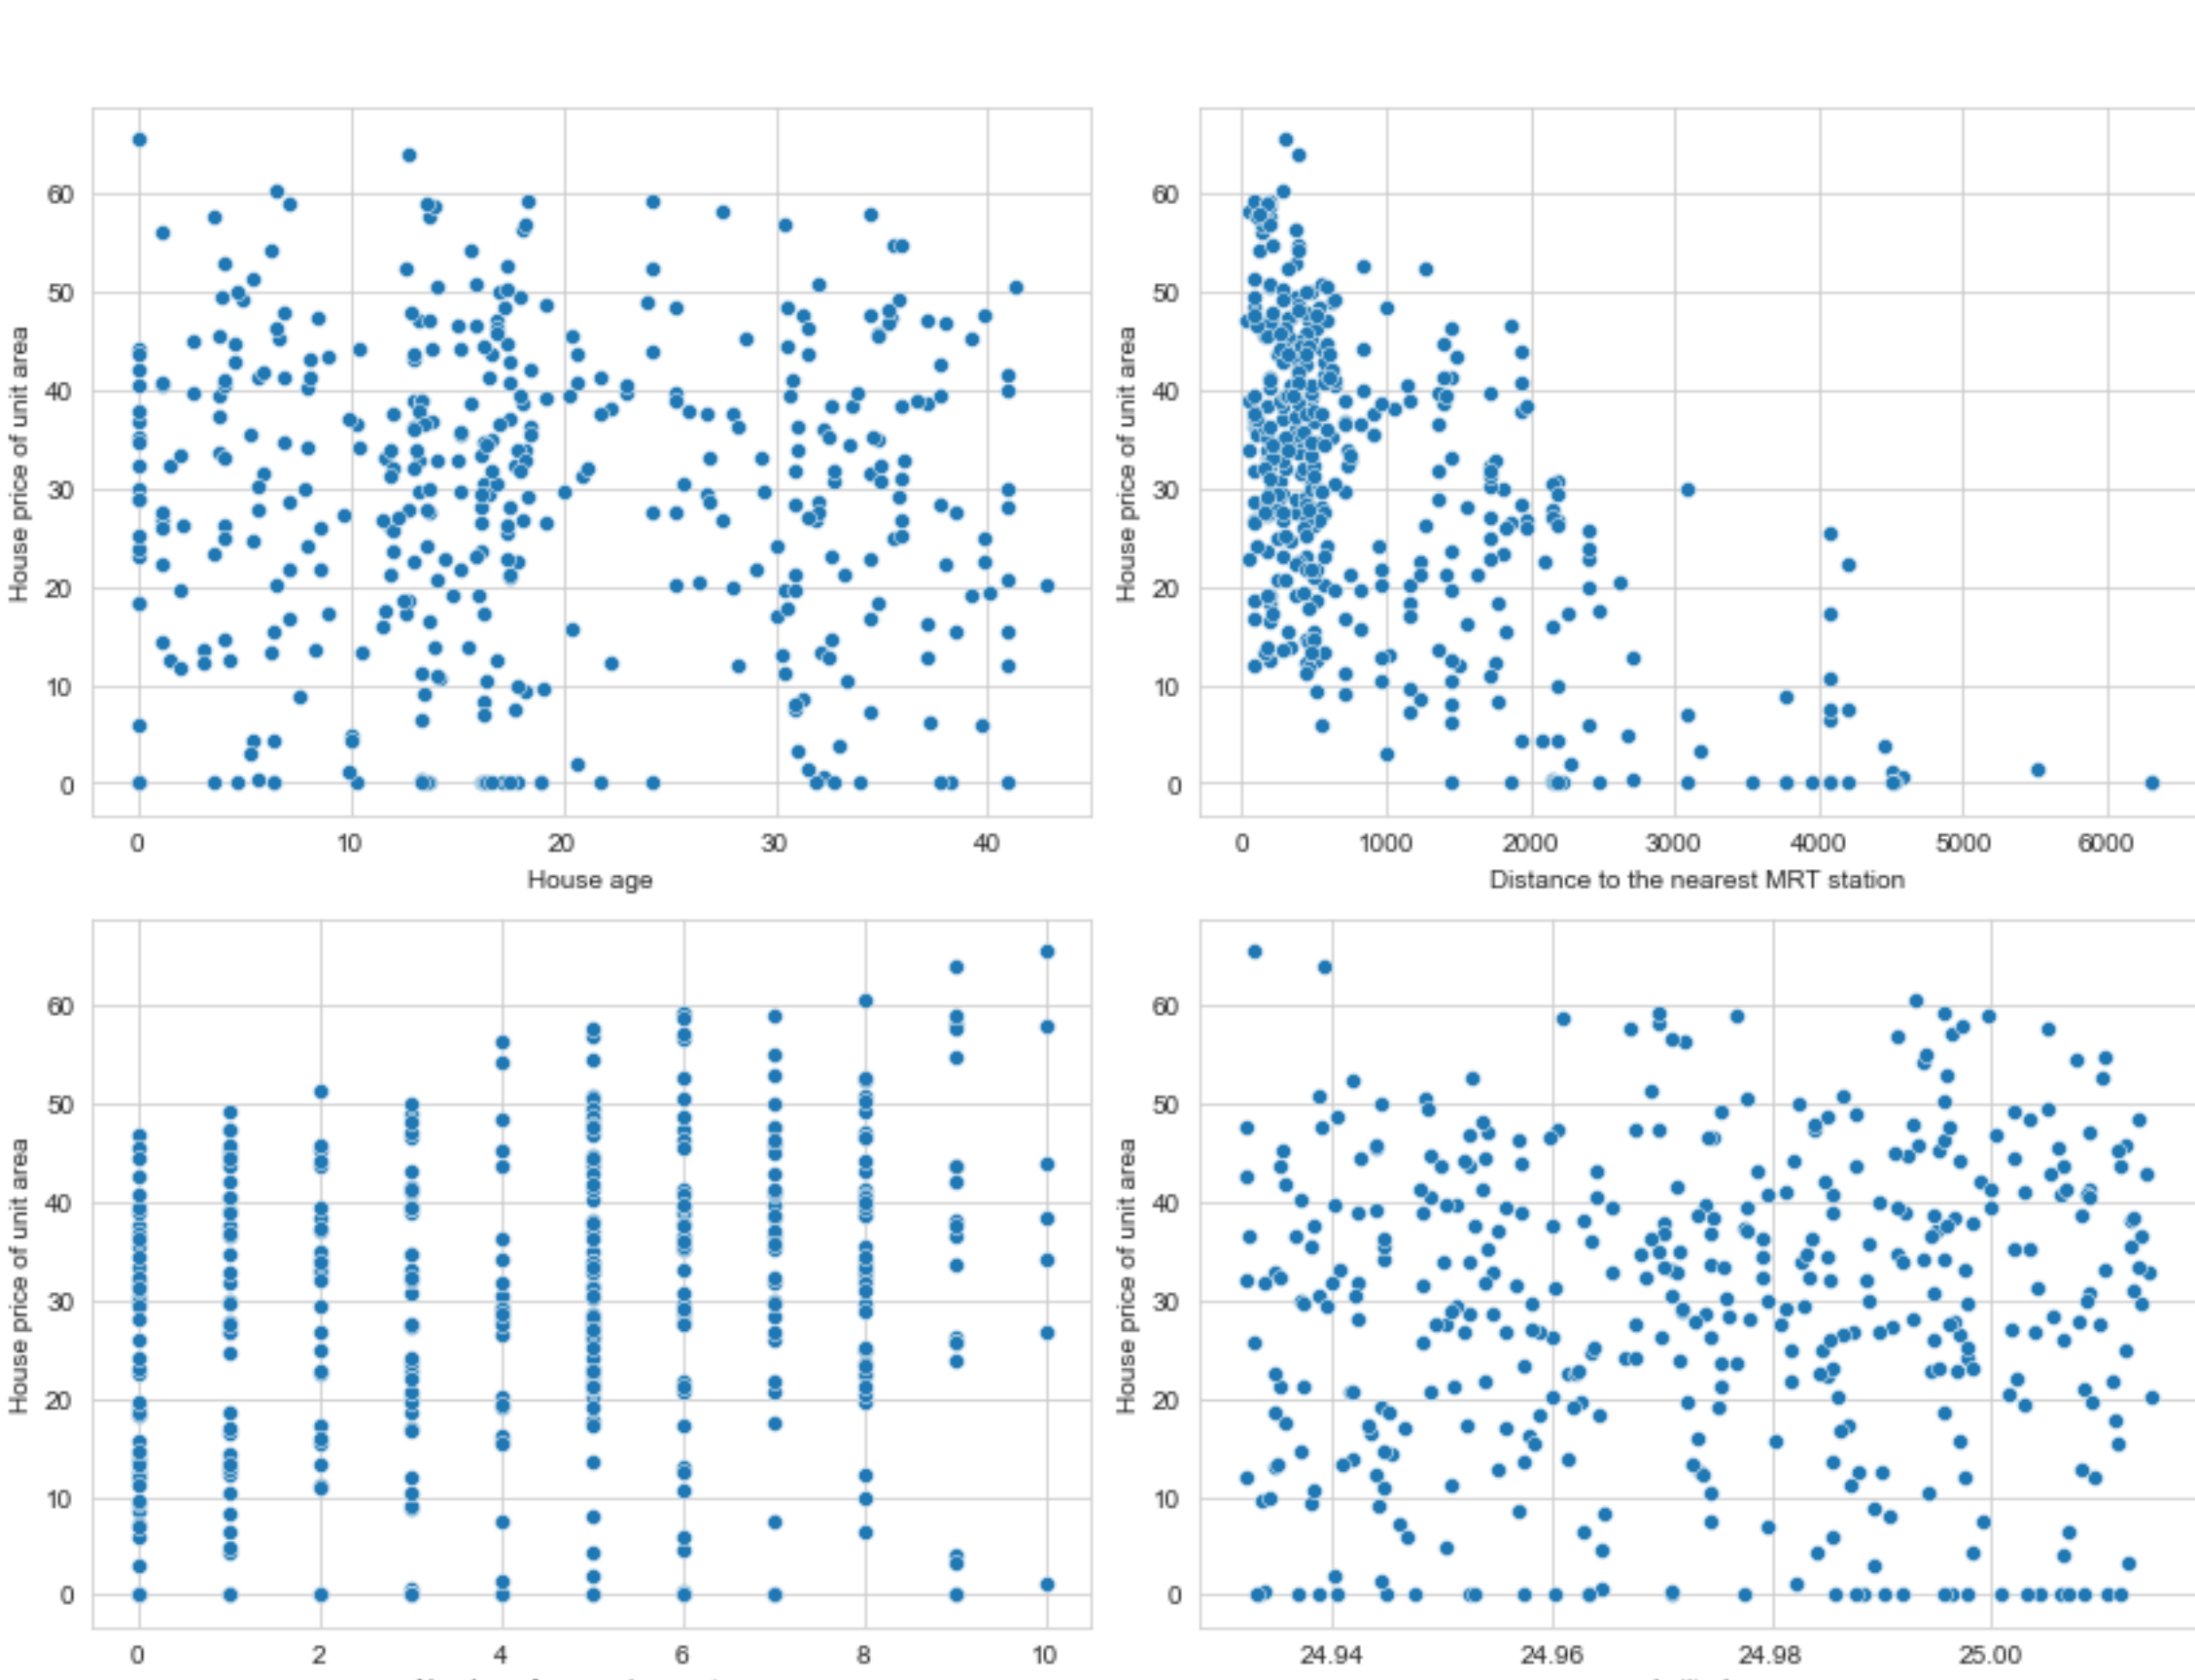 60
50
40
30
20
10
0
House price of unit area
0 10 20 30 40
House age
60
50
40
30
20
10
0
House price of unit area
0 1000 2000 3000 4000 5000 6000
Distance to the nearest MRT station
60
50
40
30
20
10
0
House price of unit area
0 2 4 6 8 10
60
50
40
30
20
10
0
House price of unit area
24.94 24.96 24.98 25.00